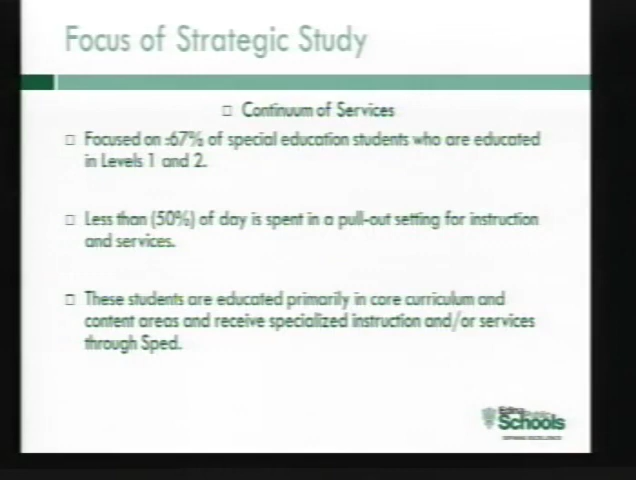 Focus of Strategic Study
Continuum of Services
Focused on :67% of special education students who are educated
in Levels 1 and 2.
Less than (50%) of day is spent in a pull-out setting for instruction
and services.
These students are educated primarily in core curriculum and
content areas and receive specialized instruction and/or services
through Sped.
Schools